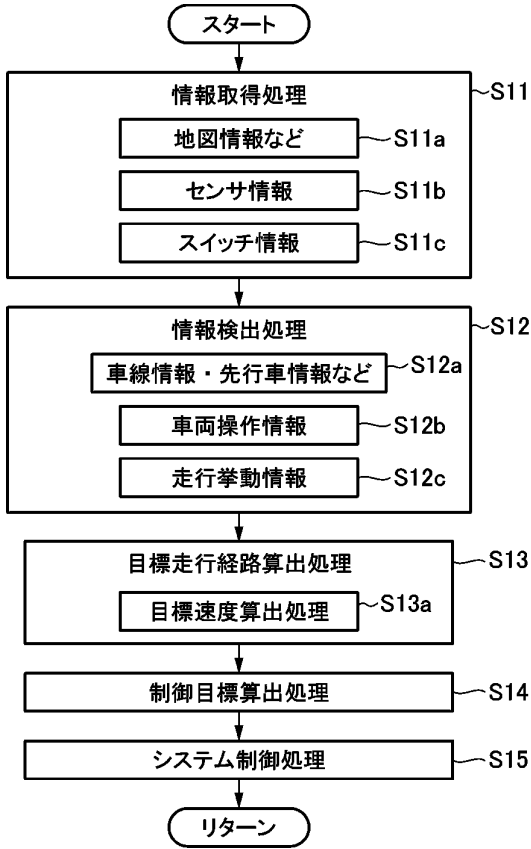 スタート
情報取得処理
S11
地図情報など
S11a
センサ情報
S11b
スイッチ情報
S11c
情報検出処理
S12
車線情報・先行車情報など
S12a
車両操作情報
S12b
走行挙動情報
S12c
目標走行経路算出処理
S13
目標速度算出処理
S13a
制御目標算出処理
S14
システム制御処理
S15
リターン